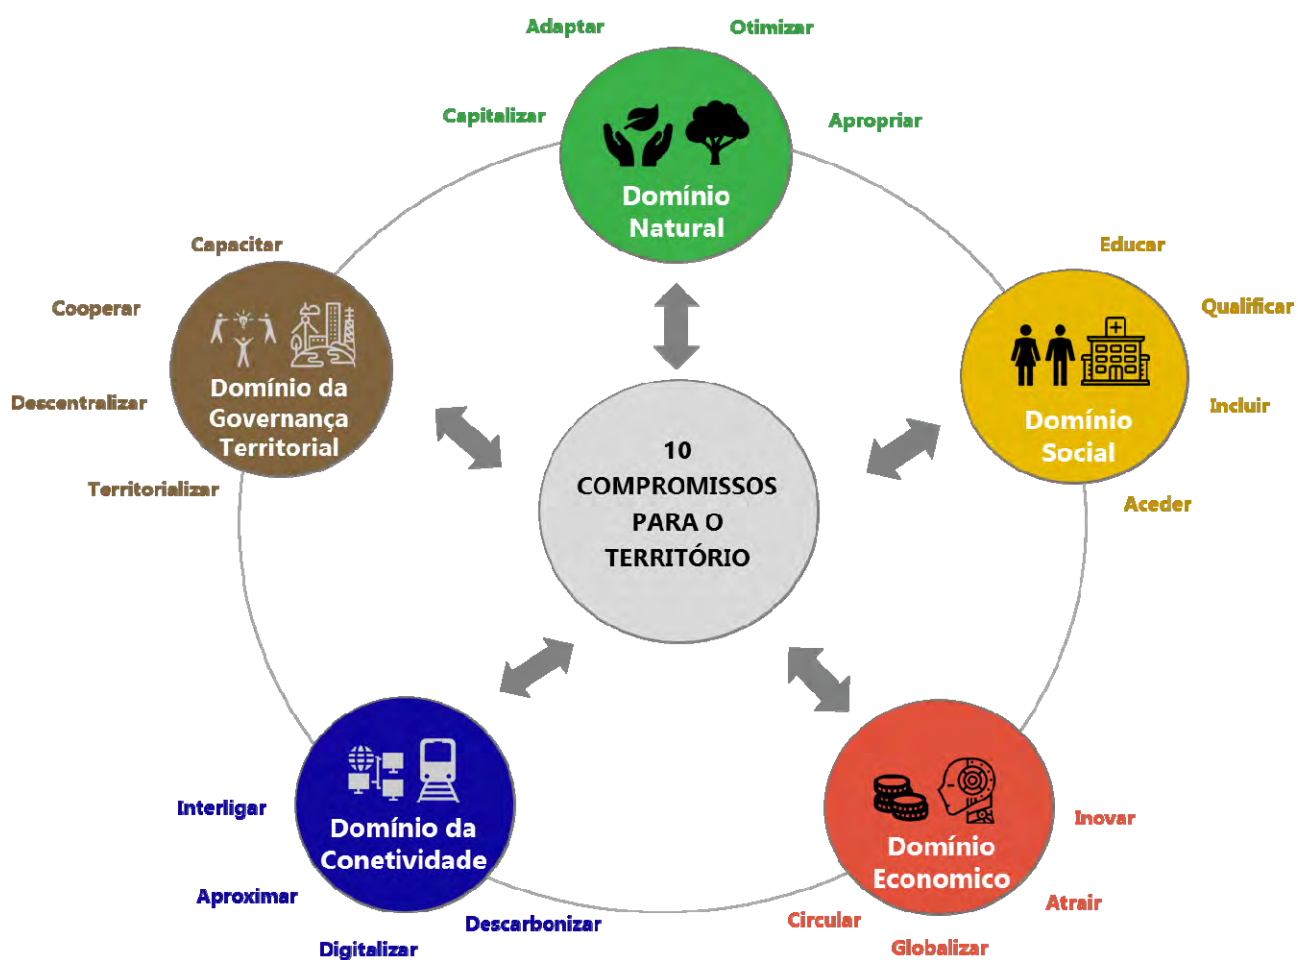 Adaptar
Otimizar
Capitalizar
Apropriar
Domínio
Natural
Educar
Qualificar
Incluir
Aceder
Domínio
Social
Capacitar
Cooperar
Descentralizar
Territorializar
Domínio da
Governança
Territorial
10
COMPROMISSOS
PARA O
TERRITÓRIO
Interligar
Aproximar
Digitalizar
Descarbonizar
Domínio da
Conetividade
Domínio
Economico
Inovar
Atrair
Globalizar
Circular